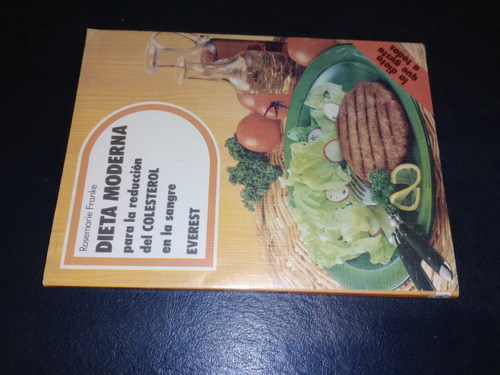 Rosemarie Franke
DIETA MODERNA
para la reducción
del COLESTEROL
en la sangre
EVEREST
la dieta
que gusta
a todos